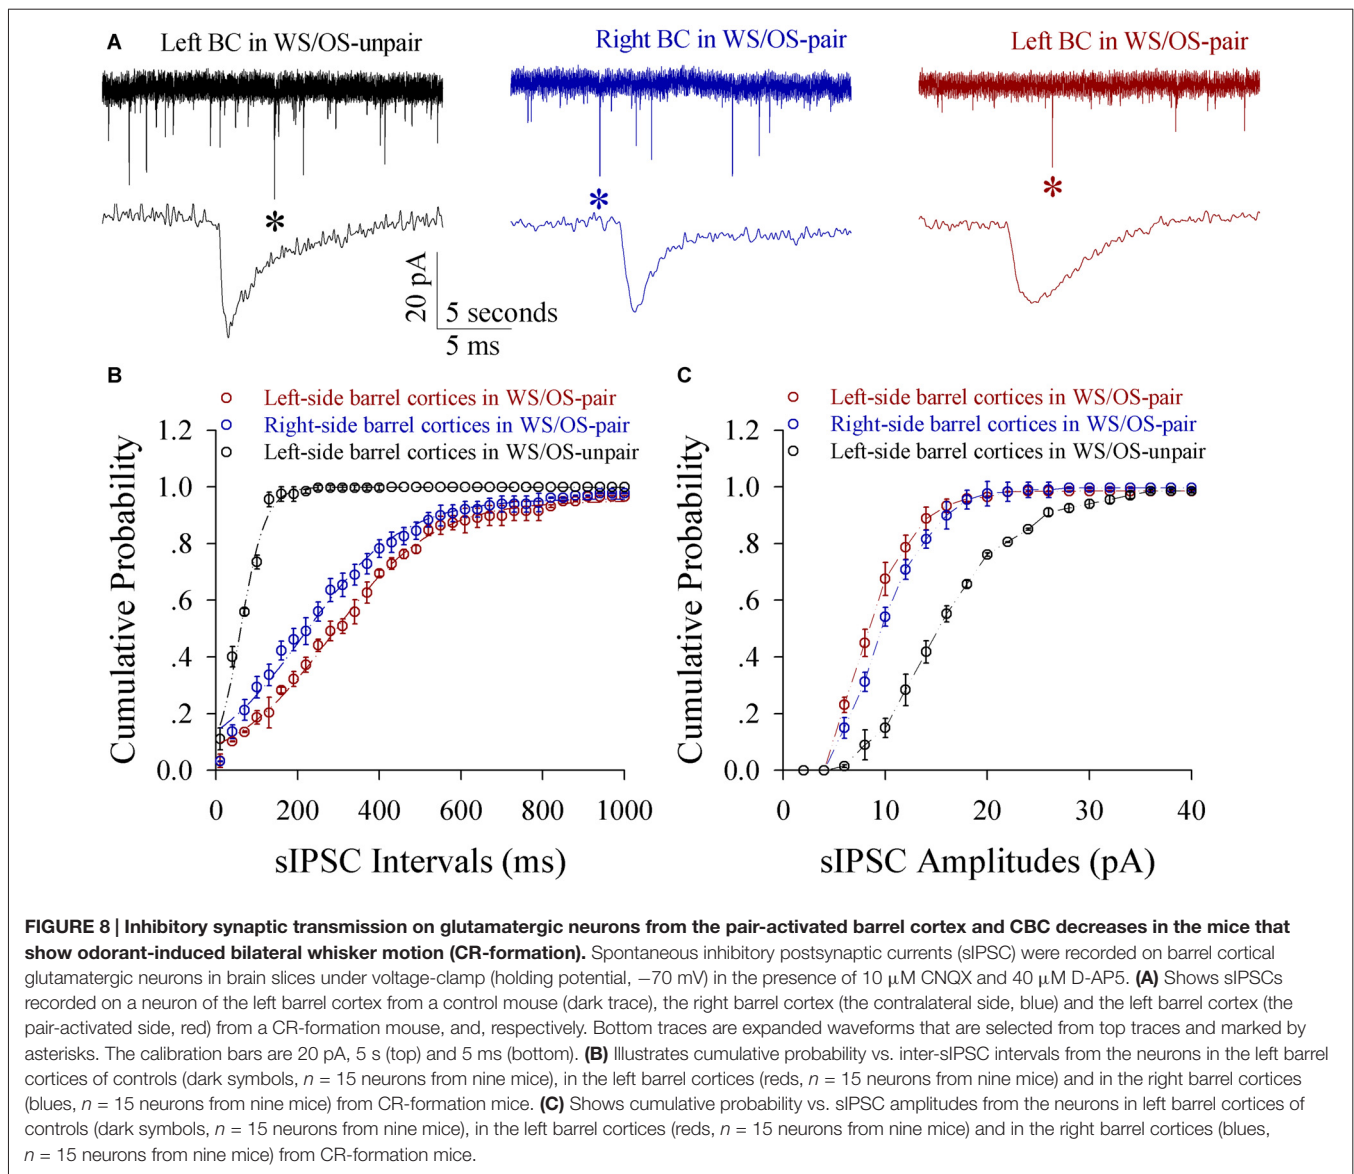 A
Left BC in WS/OS-unpair
Right BC in WS/OS-pair
Left BC in WS/OS-pair
*
*
*
20 pA
5 seconds
5 ms
B
Left-side barrel cortices in WS/OS-pair
Right-side barrel cortices in WS/OS-pair
Left-side barrel cortices in WS/OS-unpair
Cumulative Probability
1.2
1.0
.8
.6
.4
.2
0.0
0 200 400 600 800 1000
sIPSC Intervals (ms)
C
Left-side barrel cortices in WS/OS-pair
Right-side barrel cortices in WS/OS-pair
Left-side barrel cortices in WS/OS-unpair
Cumulative Probability
1.2
1.0
.8
.6
.4
.2
0.0
0 10 20 30 40
sIPSC Amplitudes (pA)
FIGURE 8 | Inhibitory synaptic transmission on glutamatergic neurons from the pair-activated barrel cortex and CBC decreases in the mice that
show odorant-induced bilateral whisker motion (CR-formation). Spontaneous inhibitory postsynaptic currents (sIPSC) were recorded on barrel cortical
glutamatergic neurons in brain slices under voltage-clamp (holding potential, −70 mV) in the presence of 10 μM CNQX and 40 μM D-AP5. (A) Shows sIPSCs
recorded on a neuron of the left barrel cortex from a control mouse (dark trace), the right barrel cortex (the contralateral side, blue) and the left barrel cortex (the
pair-activated side, red) from a CR-formation mouse, and, respectively. Bottom traces are expanded waveforms that are selected from top traces and marked by
asterisks. The calibration bars are 20 pA, 5 s (top) and 5 ms (bottom). (B) Illustrates cumulative probability vs. inter-sIPSC intervals from the neurons in the left barrel
cortices of controls (dark symbols, n = 15 neurons from nine mice), in the left barrel cortices (reds, n = 15 neurons from nine mice) and in the right barrel cortices
(blues, n = 15 neurons from nine mice) from CR-formation mice. (C) Shows cumulative probability vs. sIPSC amplitudes from the neurons in left barrel cortices of
controls (dark symbols, n = 15 neurons from nine mice), in the left barrel cortices (reds, n = 15 neurons from nine mice) and in the right barrel cortices (blues,
n = 15 neurons from nine mice) from CR-formation mice.